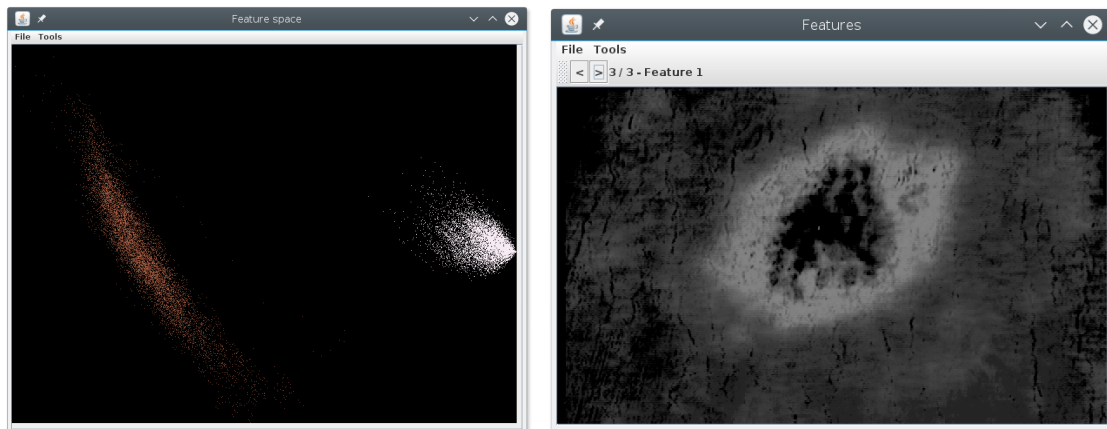 Feature space
File Tools
Features
File Tools
< > 3 / 3 - Feature 1